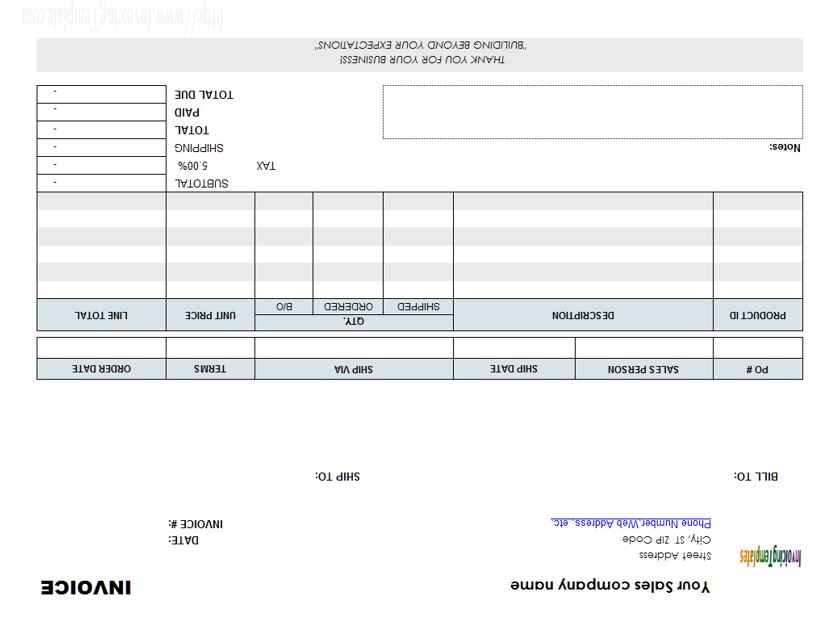 Your Sales company name
INVOICE
InvoicingTemplates
Street Address
City, ST ZIP Code
DATE:
Phone Number,Web Address, etc.
INVOICE #:
BILL TO:
SHIP TO:
PO # SALES PERSON SHIP DATE SHIP VIA TERMS ORDER DATE
PRODUCT ID DESCRIPTION QTY. UNIT PRICE LINE TOTAL
SHIPPED ORDERED B/O
SUBTOTAL -
TAX 5.00% -
Notes: SHIPPING -
TOTAL -
PAID -
TOTAL DUE -
THANK YOU FOR YOUR BUSINESS!
"BUILIDING BEYOND YOUR EXPECTATIONS"
http://www.InvoicingTemplate.com